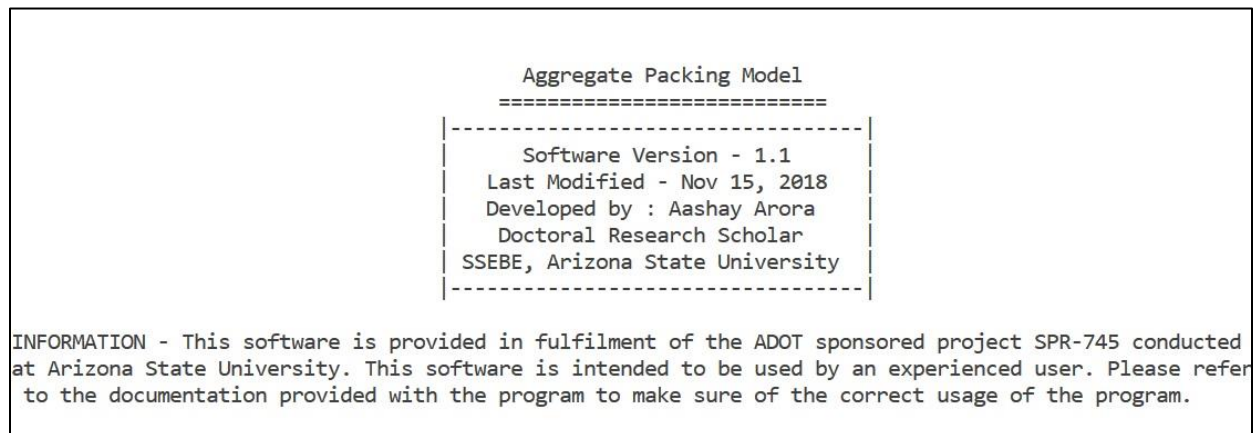 Aggregate Packing Model
===========================
|----------------------------------|
| Software Version - 1.1 |
| Last Modified - Nov 15, 2018 |
| Developed by : Aashay Arora |
| Doctoral Research Scholar |
| SSEBE, Arizona State University |
|----------------------------------|
INFORMATION - This software is provided in fulfilment of the ADOT sponsored project SPR-745 conducted
at Arizona State University. This software is intended to be used by an experienced user. Please refer
to the documentation provided with the program to make sure of the correct usage of the program.